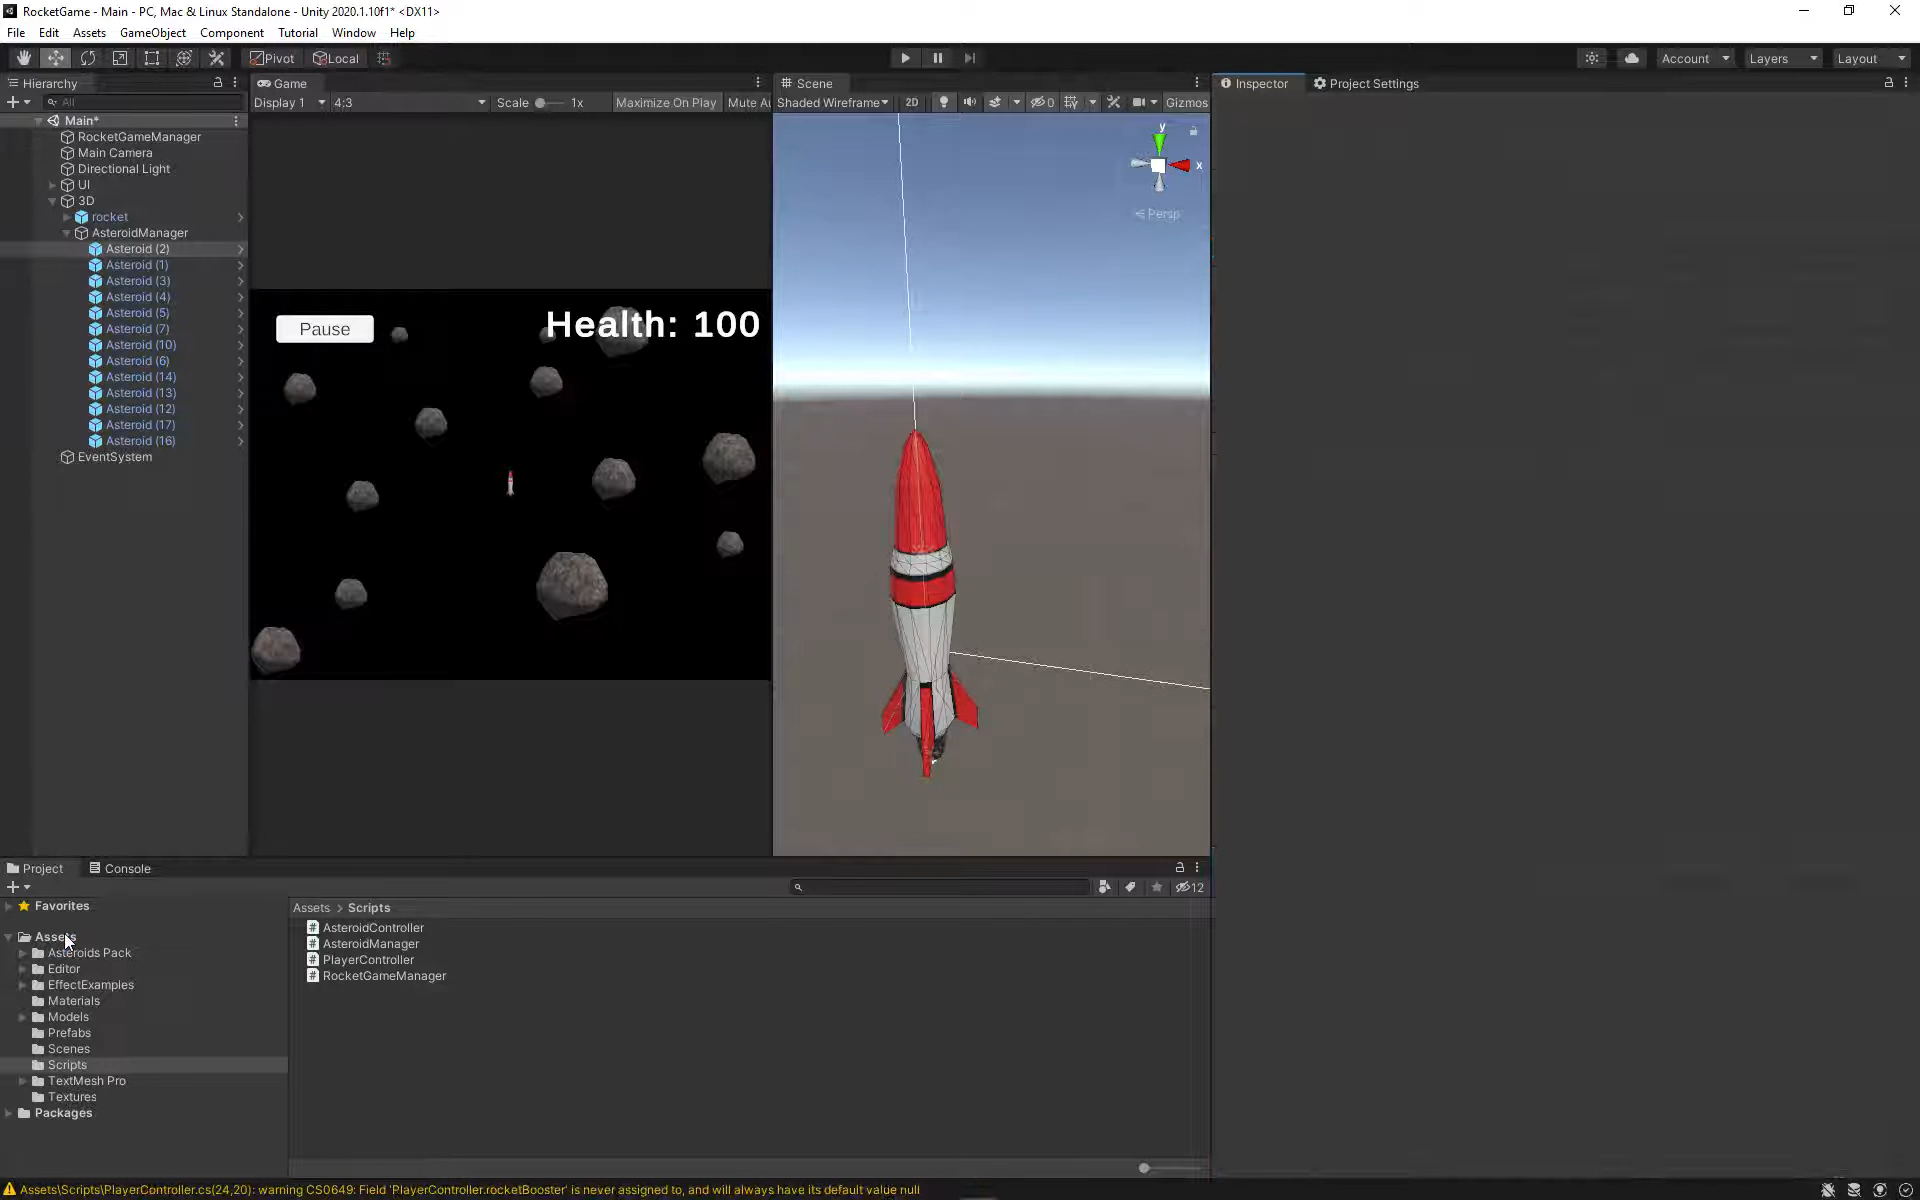 RocketGame - Main - PC, Mac & Linux Standalone - Unity 2020.1.10f1* <DX11>
File Edit Assets GameObject Component Tutorial Window Help
Pivot Local Account Layers Layout
Hierarchy
All
Main*
RocketGameManager
Main Camera
Directional Light
UI
3D
rocket
AsteroidManager
Asteroid (2)
Asteroid (1)
Asteroid (3)
Asteroid (4)
Asteroid (5)
Asteroid (7)
Asteroid (10)
Asteroid (6)
Asteroid (14)
Asteroid (13)
Asteroid (12)
Asteroid (17)
Asteroid (16)
EventSystem
Game
Display 1 4:3 Scale 1x Maximize On Play Mute Au
Pause
Health: 100
Scene
Shaded Wireframe 2D 0 Gizmos
y
x
Persp
Inspector Project Settings
Project Console
12
Favorites
Assets
Asteroids Pack
Editor
EffectExamples
Materials
Models
Prefabs
Scenes
Scripts
TextMesh Pro
Textures
Packages
Assets > Scripts
AsteroidController
AsteroidManager
PlayerController
RocketGameManager
Assets\Scripts\PlayerController.cs(24,20): warning CS0649: Field 'PlayerController.rocketBooster' is never assigned to, and will always have its default value null